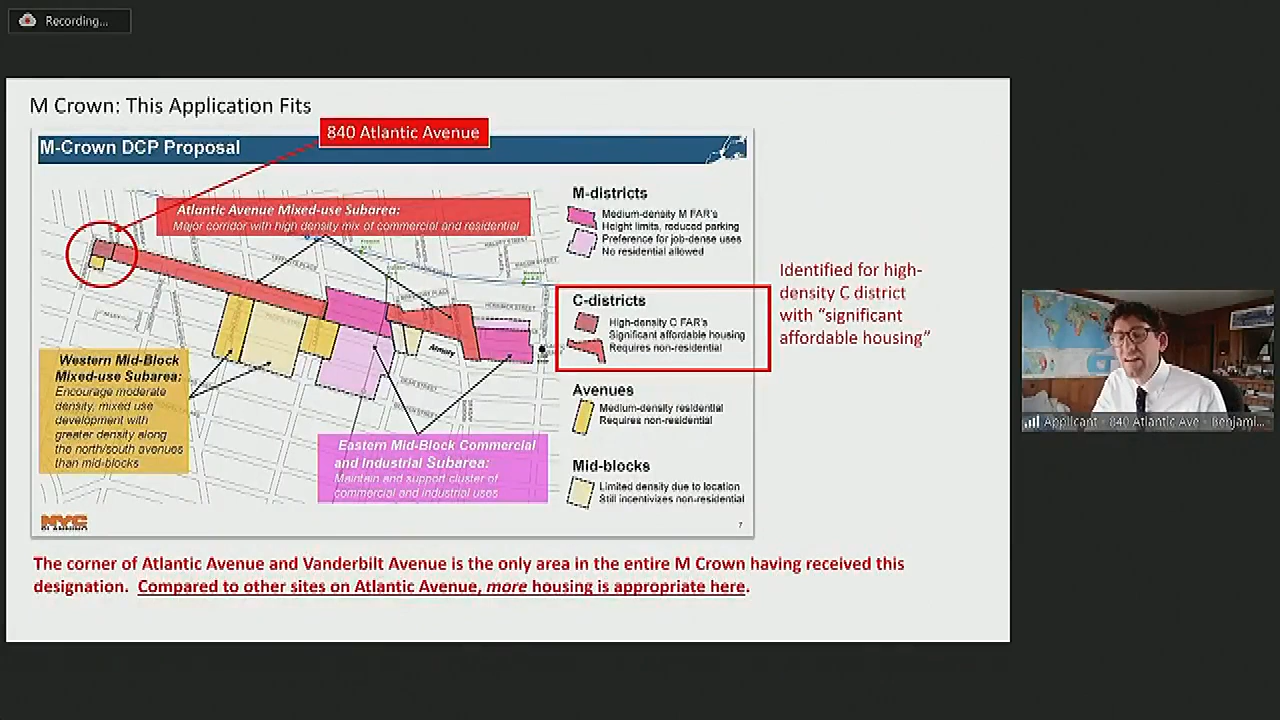 Recording...
M Crown: This Application Fits
840 Atlantic Avenue
M-Crown DCP Proposal
Atlantic Avenue Mixed-use Subarea:
Major corridor with high density mix of commercial and residential
M-districts
Medium-density M FAR's
Height limits, reduced parking
Preference for job-dense uses
No residential allowed
C-districts
High-density C FAR's
Significant affordable housing
Requires non-residential
Identified for high-
density C district
with "significant
affordable housing"
Avenues
Medium-density residential
Requires non-residential
Mid-blocks
Limited density due to location
Still incentivizes non-residential
Armory
Western Mid-Block
Mixed-use Subarea:
Encourage moderate
density, mixed use
development with
greater density along
the north/south avenues
than mid-blocks
Eastern Mid-Block Commercial
and Industrial Subarea:
Maintain and support cluster of
commercial and industrial uses
NYC
PLANNING
7
The corner of Atlantic Avenue and Vanderbilt Avenue is the only area in the entire M Crown having received this
designation. Compared to other sites on Atlantic Avenue, more housing is appropriate here.
Applicant - 840 Atlantic Ave - Benjami...